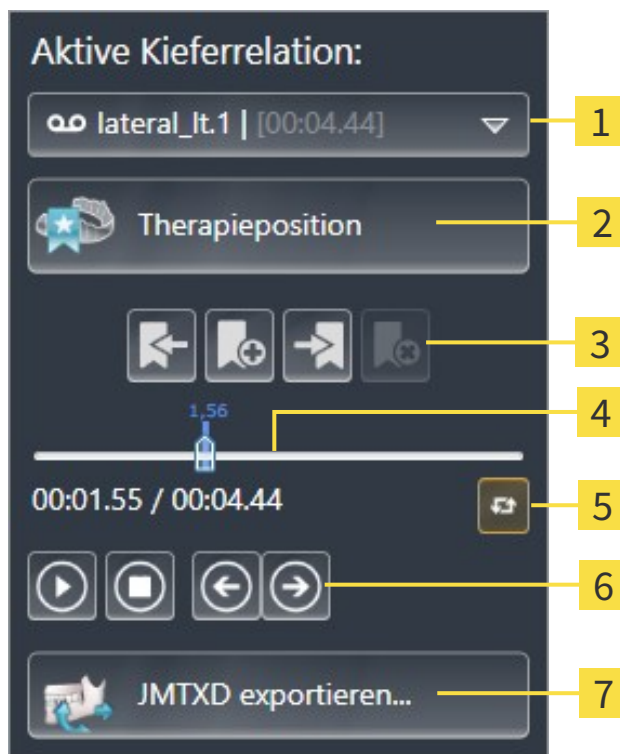 Aktive Kieferrelation:
lateral_lt.1 | [00:04.44]
1
Therapieposition
2
3
1,56
4
00:01.55 / 00:04.44
5
6
JMTXD exportieren...
7